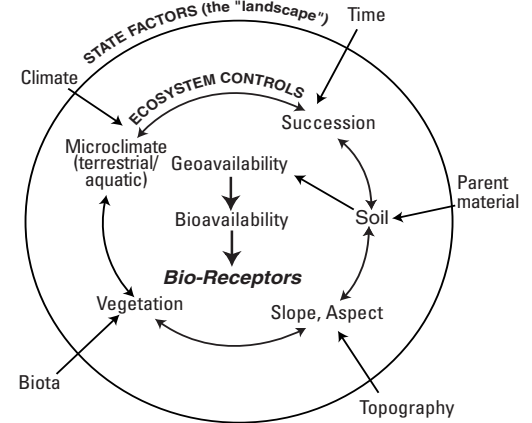 STATE FACTORS (the "landscape")
Time
Climate
ECOSYSTEM CONTROLS
Succession
Microclimate
(terrestrial/
aquatic)
Geoavailability
Parent
material
Bioavailability
Soil
Bio-Receptors
Vegetation
Slope, Aspect
Biota
Topography